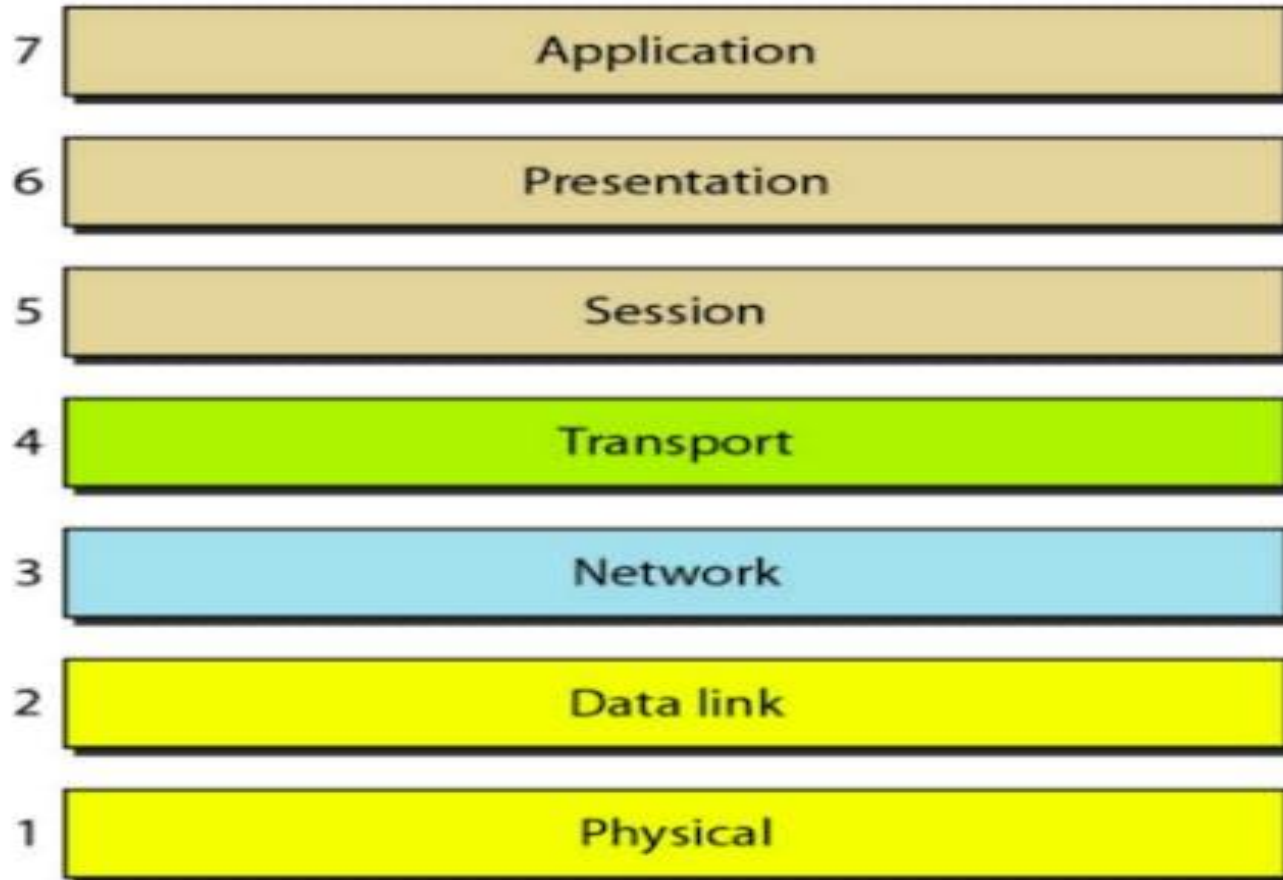 7 Application
6 Presentation
5 Session
4 Transport
3 Network
2 Data link
1 Physical